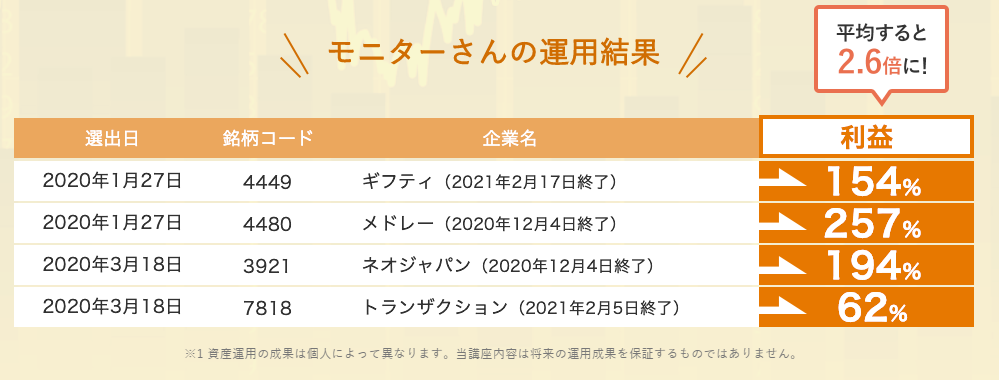 モニターさんの運用結果
平均すると
2.6倍に!
選出日 銘柄コード 企業名 利益
2020年1月27日 4449 ギフティ（2021年2月17日終了） 154%
2020年1月27日 4480 メドレー（2020年12月4日終了） 257%
2020年3月18日 3921 ネオジャパン（2020年12月4日終了） 194%
2020年3月18日 7818 トランザクション（2021年2月5日終了） 62%
※1 資産運用の成果は個人によって異なります。当講座内容は将来の運用成果を保証するものではありません。